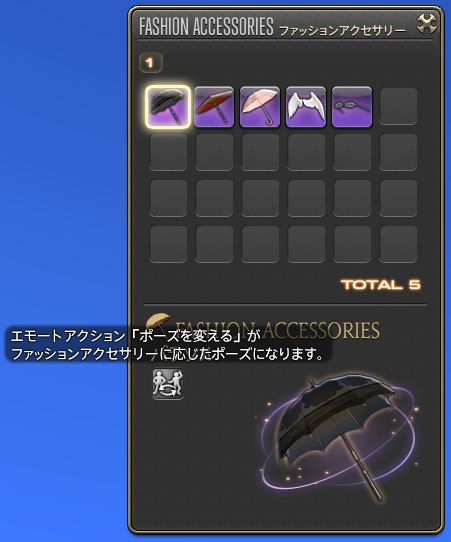 FASHION ACCESSORIES ファッションアクセサリー
1
TOTAL 5
FASHION ACCESSORIES
エモートアクション「ポーズを変える」が
ファッションアクセサリーに応じたポーズになります。